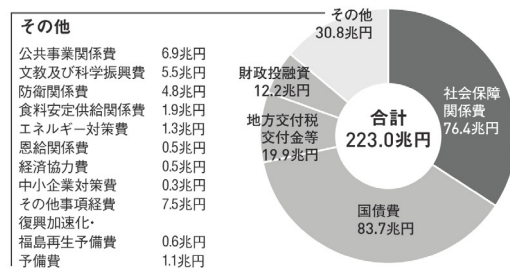 その他
公共事業関係費 6.9兆円
文教及び科学振興費 5.5兆円
防衛関係費 4.8兆円
食料安定供給関係費 1.9兆円
エネルギー対策費 1.3兆円
恩給関係費 0.5兆円
経済協力費 0.5兆円
中小企業対策費 0.3兆円
その他事項経費 7.5兆円
復興加速化・
福島再生予備費 0.6兆円
予備費 1.1兆円
その他
30.8兆円
財政投融資
12.2兆円
地方交付税
交付金等
19.9兆円
合計
223.0兆円
社会保障
関係費
76.4兆円
国債費
83.7兆円